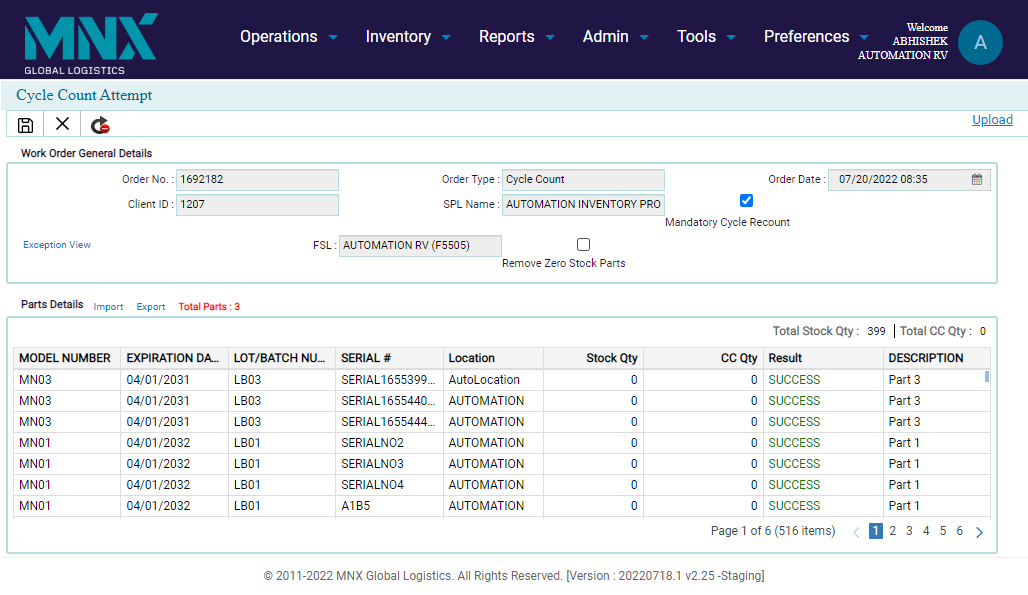 MNX
GLOBAL LOGISTICS
Operations Inventory Reports Admin Tools Preferences
Welcome
ABHISHEK
AUTOMATION RV
A
Cycle Count Attempt
Upload
Work Order General Details
Order No. : 1692182 Order Type : Cycle Count Order Date : 07/20/2022 08:35
Client ID : 1207 SPL Name : AUTOMATION INVENTORY PRO
Mandatory Cycle Recount
Exception View FSL : AUTOMATION RV (F5505)
Remove Zero Stock Parts
Parts Details Import Export Total Parts : 3
Total Stock Qty : 399 Total CC Qty : 0
MODEL NUMBER EXPIRATION DA... LOT/BATCH NU... SERIAL # Location Stock Qty CC Qty Result DESCRIPTION
MN03 04/01/2031 LB03 SERIAL1655399... AutoLocation 0 0 SUCCESS Part 3
MN03 04/01/2031 LB03 SERIAL1655440... AUTOMATION 0 0 SUCCESS Part 3
MN03 04/01/2031 LB03 SERIAL1655444... AUTOMATION 0 0 SUCCESS Part 3
MN01 04/01/2032 LB01 SERIALNO2 AUTOMATION 0 0 SUCCESS Part 1
MN01 04/01/2032 LB01 SERIALNO3 AUTOMATION 0 0 SUCCESS Part 1
MN01 04/01/2032 LB01 SERIALNO4 AUTOMATION 0 0 SUCCESS Part 1
MN01 04/01/2032 LB01 A1B5 AUTOMATION 0 0 SUCCESS Part 1
Page 1 of 6 (516 items) 1 2 3 4 5 6
© 2011-2022 MNX Global Logistics. All Rights Reserved. [Version : 20220718.1 v2.25 -Staging]